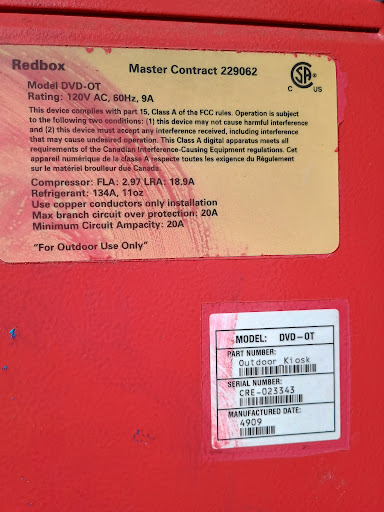 Redbox
Master Contract 229062
Model DVD-OT
Rating: 120V AC, 60Hz, 9A
This device complies with part 15, Class A of the FCC rules. Operation is subject
to the following two conditions: (1) this device may not cause harmful interference
and (2) this device must accept any interference received, including interference
that may cause undesired operation. This Class A digital apparatus meets all
requirements of the Canadian Interference-Causing Equipment regulations. Cet
appareil numérique de la classe A respecte toutes les exigence du Règulement
sur le matériel brouilleur due Canada.
Compressor: FLA: 2.97 LRA: 18.9A
Refrigerant: 134A, 11oz
Use copper conductors only installation
Max branch circuit over protection: 20A
Minimum Circuit Ampacity: 20A
"For Outdoor Use Only"
SA
®
C US
MODEL: DVD-OT
PART NUMBER:
Outdoor Kiosk
SERIAL NUMBER:
CRE-023343
MANUFACTURED DATE:
4909